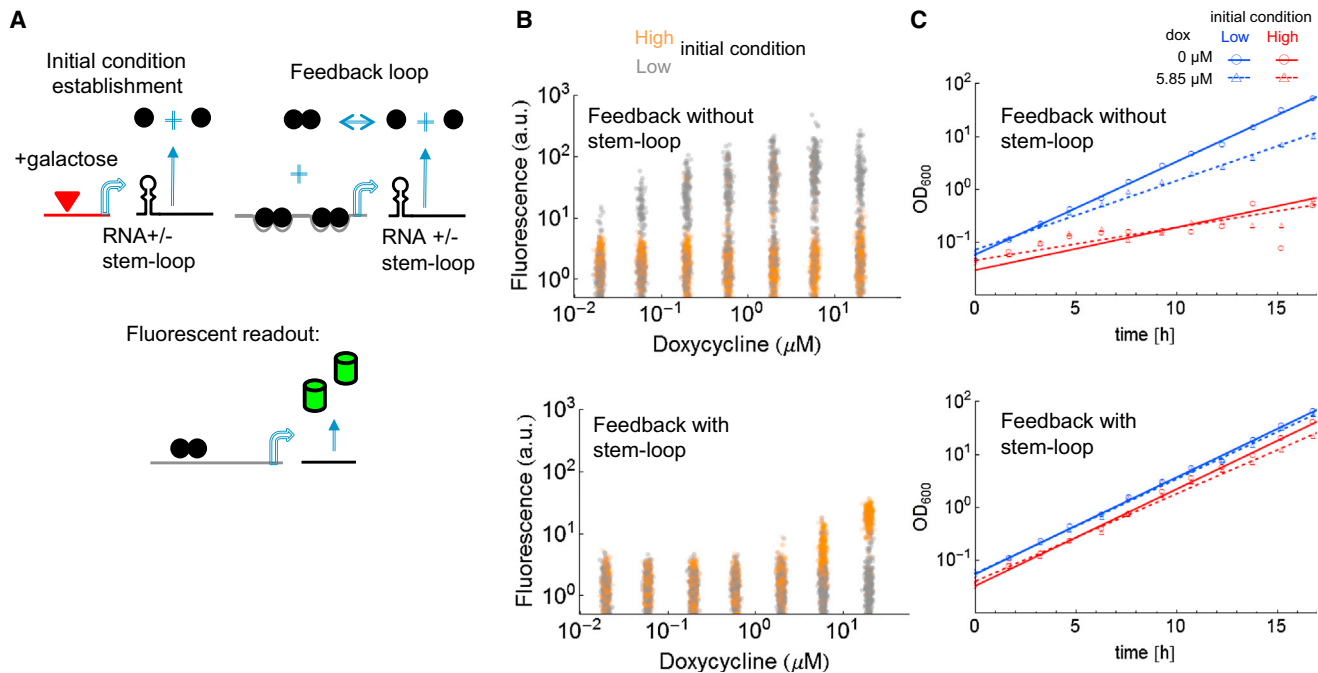 A
Initial condition
establishment
Feedback loop
+galactose
RNA+/-
stem-loop
RNA +/-
stem-loop
Fluorescent readout:
B
High
Low
initial condition
Feedback without
stem-loop
Fluorescence (a.u.)
10^3
10^2
10^1
10^0
10^-2
10^-1
10^0
10^1
Doxycycline (μM)
Feedback with
stem-loop
Fluorescence (a.u.)
10^3
10^2
10^1
10^0
10^-2
10^-1
10^0
10^1
Doxycycline (μM)
C
initial condition
dox Low High
0 μM
5.85 μM
Feedback without
stem-loop
OD600
10^2
10^1
10^0
10^-1
0 5 10 15
time [h]
Feedback with
stem-loop
OD600
10^2
10^1
10^0
10^-1
0 5 10 15
time [h]